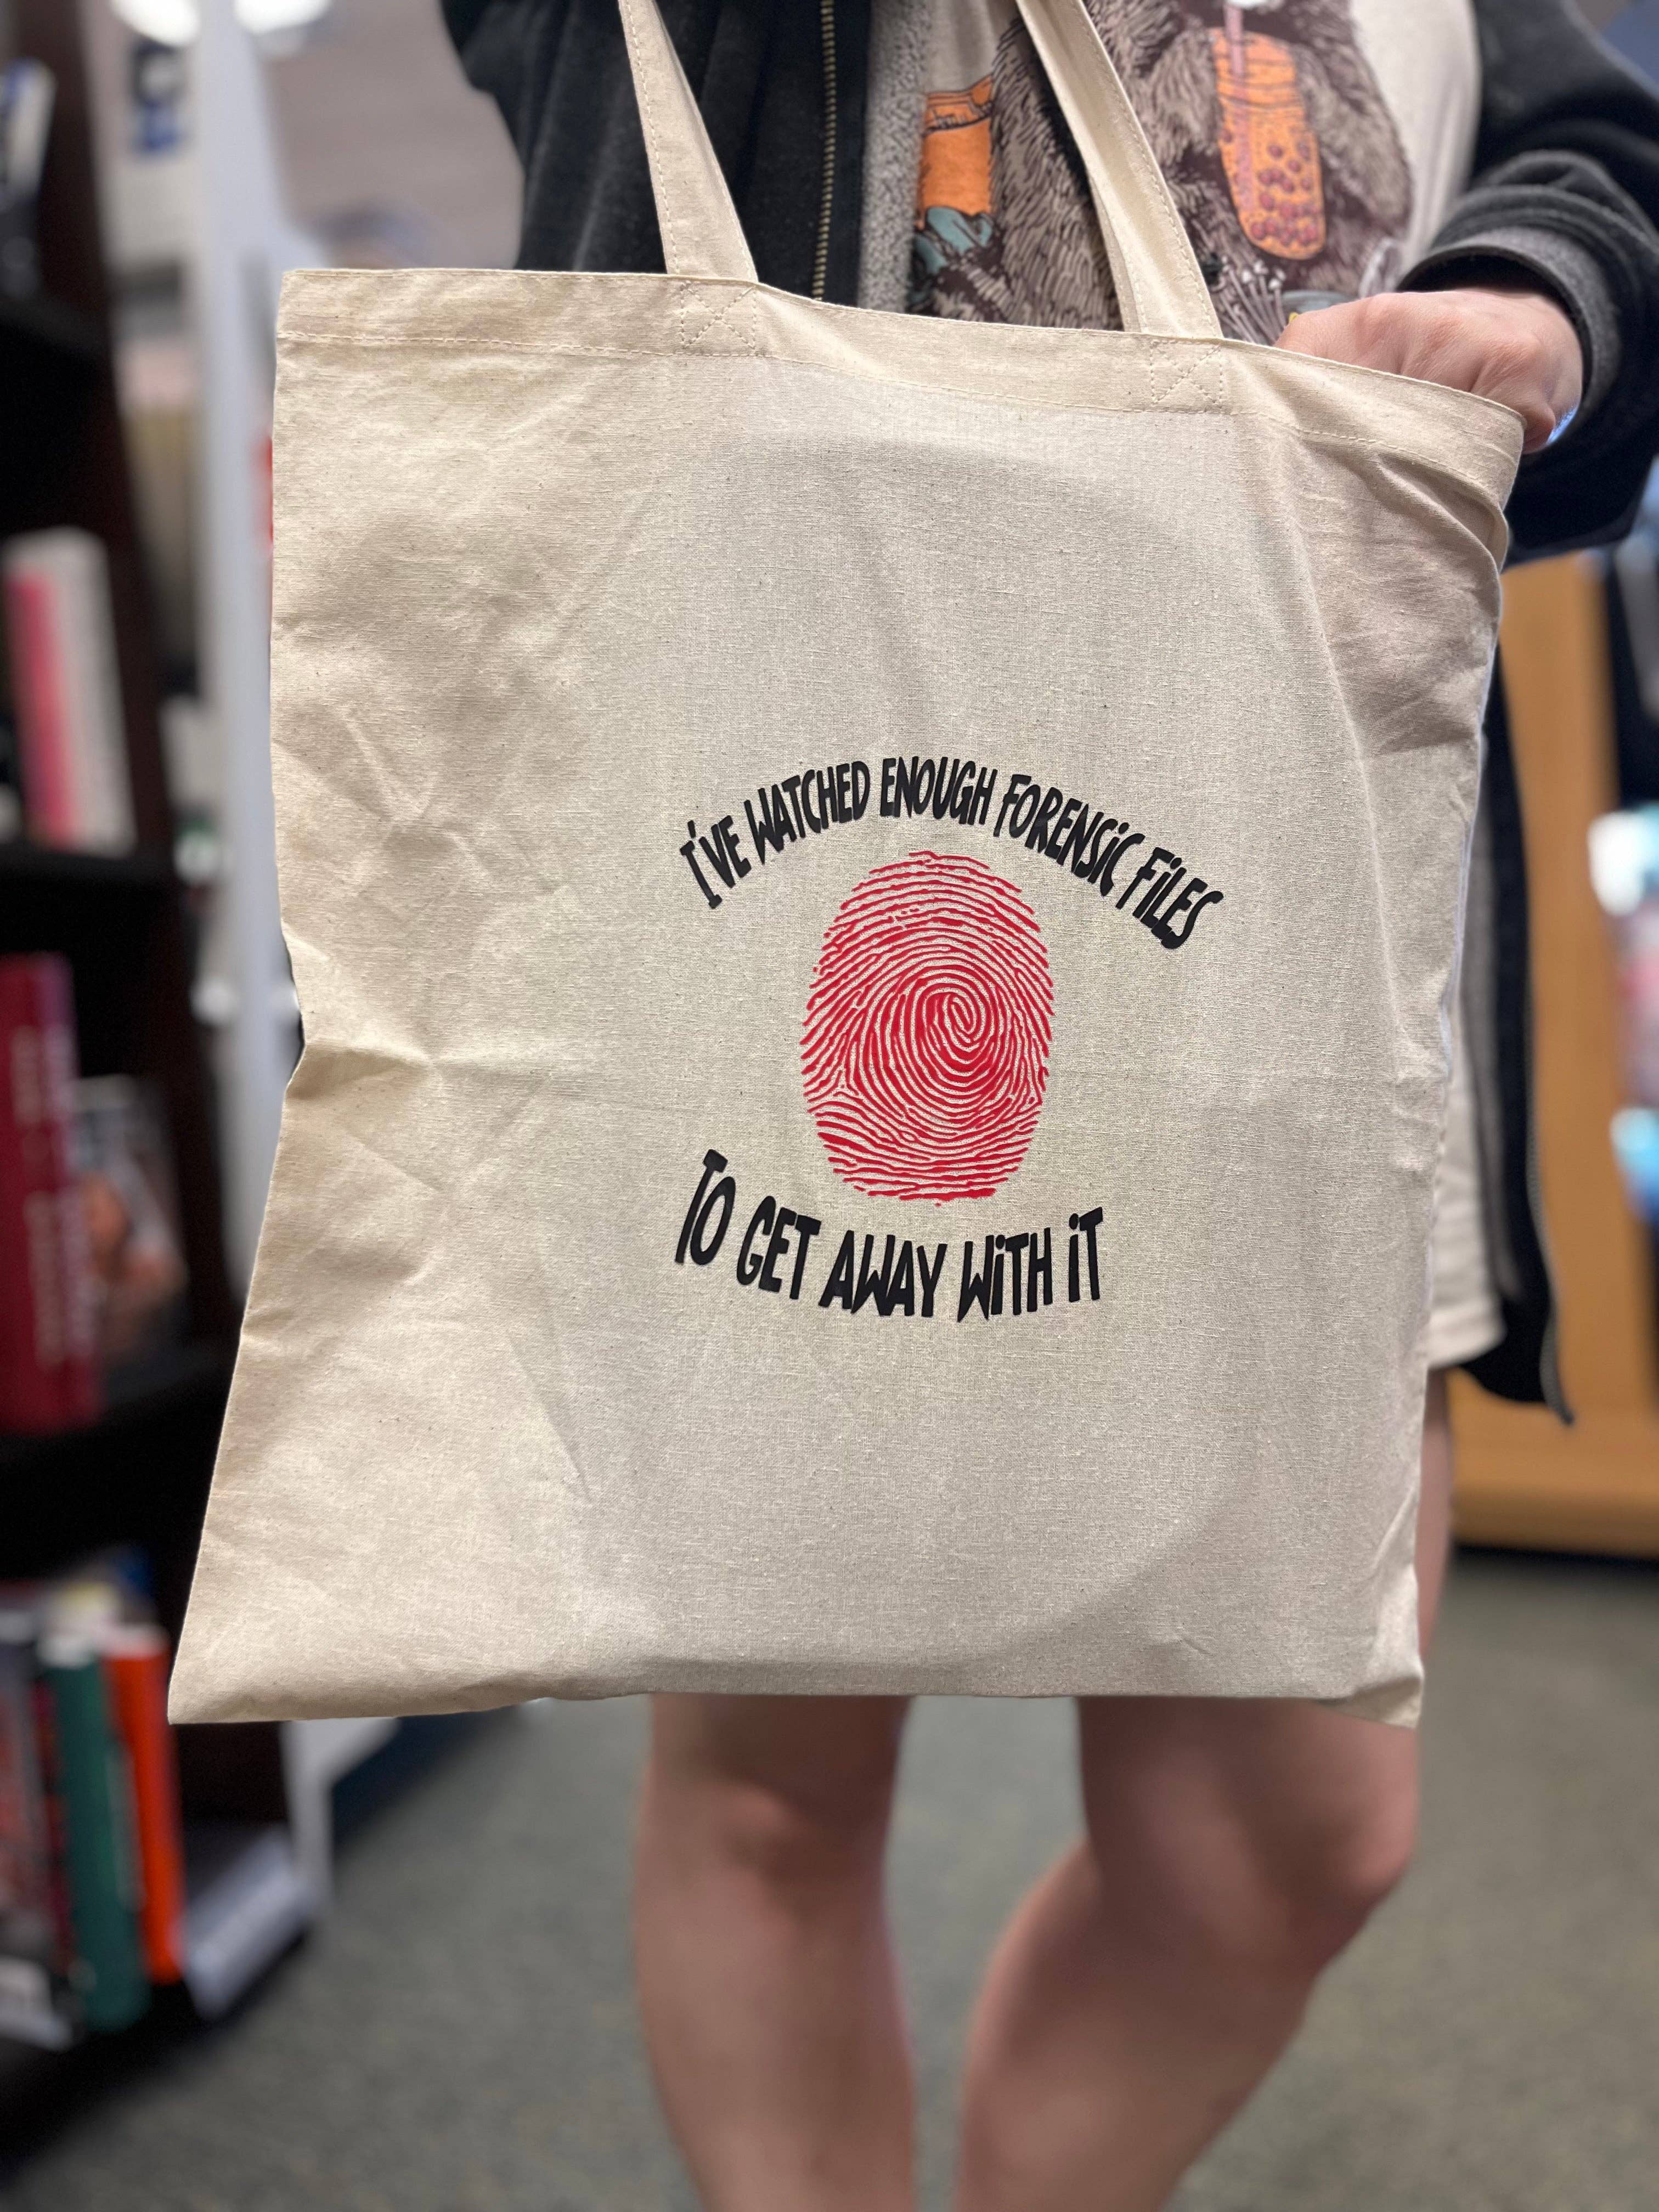 I'VE WATCHED ENOUGH FORENSiC FiLES
TO GET AWAY WiTH iT